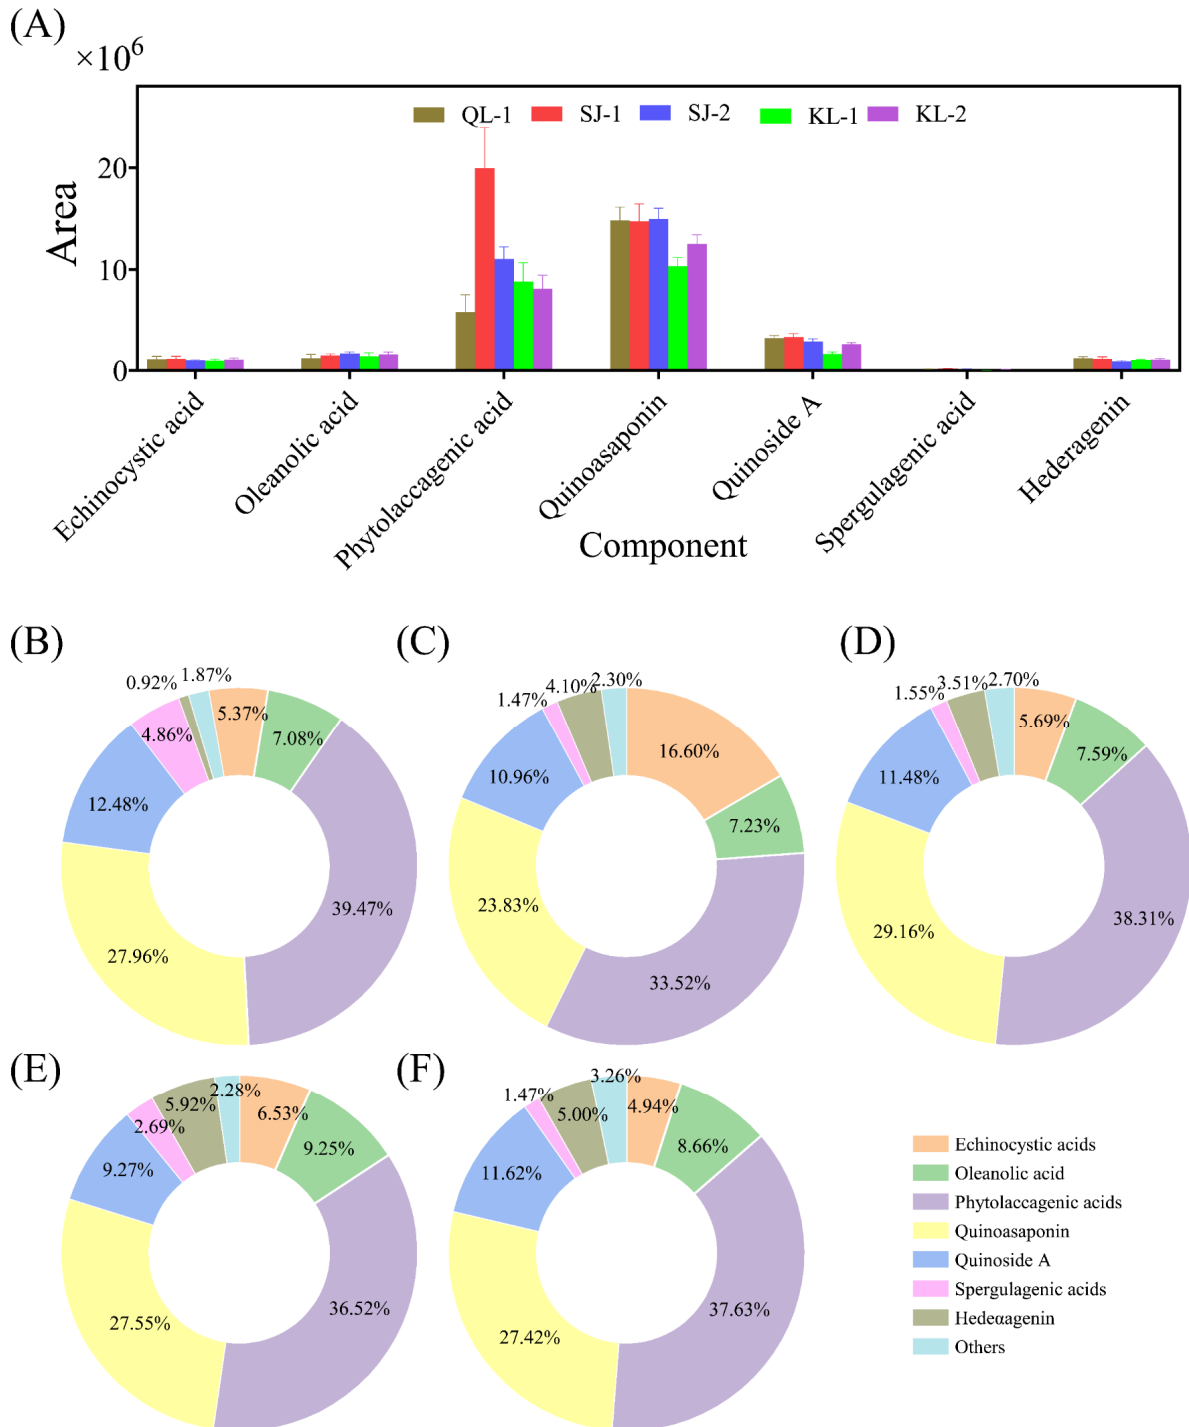 (A)
×10⁶
QL-1 SJ-1 SJ-2 KL-1 KL-2
20
10
0
Area
Echinocystic acid
Oleanolic acid
Phytolaccagenic acid
Quinoasaponin
Quinoside A
Spergulagenic acid
Hederagenin
Component
(B)
0.92%
1.87%
5.37%
7.08%
4.86%
12.48%
39.47%
27.96%
(C)
1.47%
4.10%
2.30%
16.60%
10.96%
7.23%
23.83%
33.52%
(D)
1.55%
3.51%
2.70%
5.69%
7.59%
11.48%
38.31%
29.16%
(E)
2.28%
5.92%
6.53%
2.69%
9.25%
9.27%
36.52%
27.55%
(F)
1.47%
3.26%
5.00%
4.94%
8.66%
11.62%
37.63%
27.42%
Echinocystic acids
Oleanolic acid
Phytolaccagenic acids
Quinoasaponin
Quinoside A
Spergulagenic acids
Hedeαagenin
Others